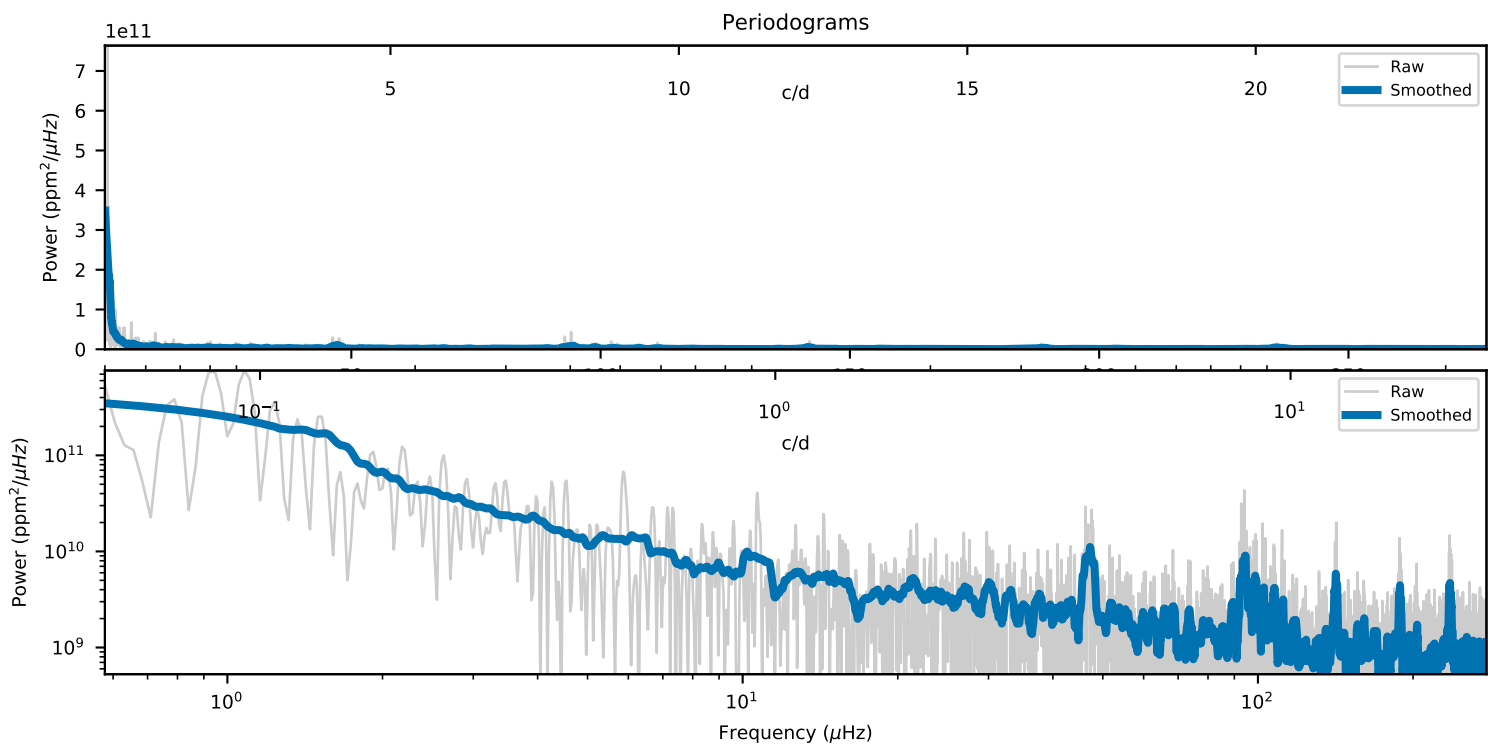 Periodograms
1e11
7
6
5
4
3
2
1
0
Power (ppm²/μHz)
5
10
15
20
c/d
Raw
Smoothed
10⁻¹
10⁰
10¹
c/d
Raw
Smoothed
10¹¹
10¹⁰
10⁹
Power (ppm²/μHz)
10⁰
10¹
10²
Frequency (μHz)